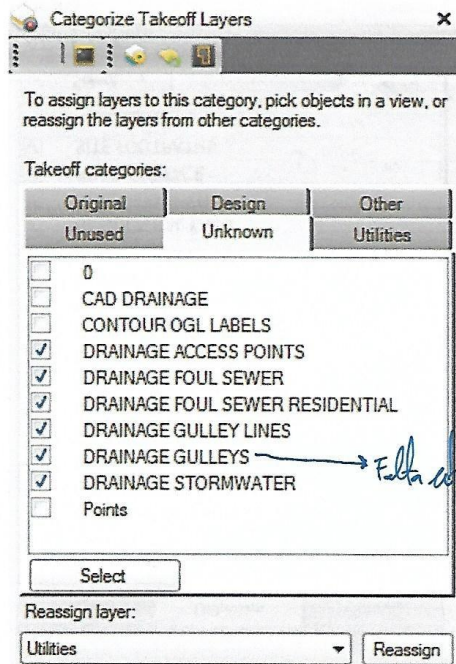 Categorize Takeoff Layers
To assign layers to this category, pick objects in a view, or
reassign the layers from other categories.
Takeoff categories:
Original Design Other
Unused Unknown Utilities
0
CAD DRAINAGE
CONTOUR OGL LABELS
DRAINAGE ACCESS POINTS
DRAINAGE FOUL SEWER
DRAINAGE FOUL SEWER RESIDENTIAL
DRAINAGE GULLEY LINES
DRAINAGE GULLEYS
Falta
DRAINAGE STORMWATER
Points
Select
Reassign layer:
Utilities Reassign